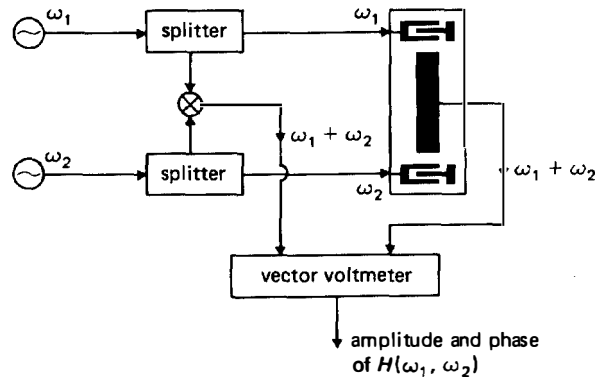 ω₁
splitter
ω₁
ω₁ + ω₂
ω₁ + ω₂
ω₂
splitter
ω₂
vector voltmeter
amplitude and phase
of H(ω₁, ω₂)